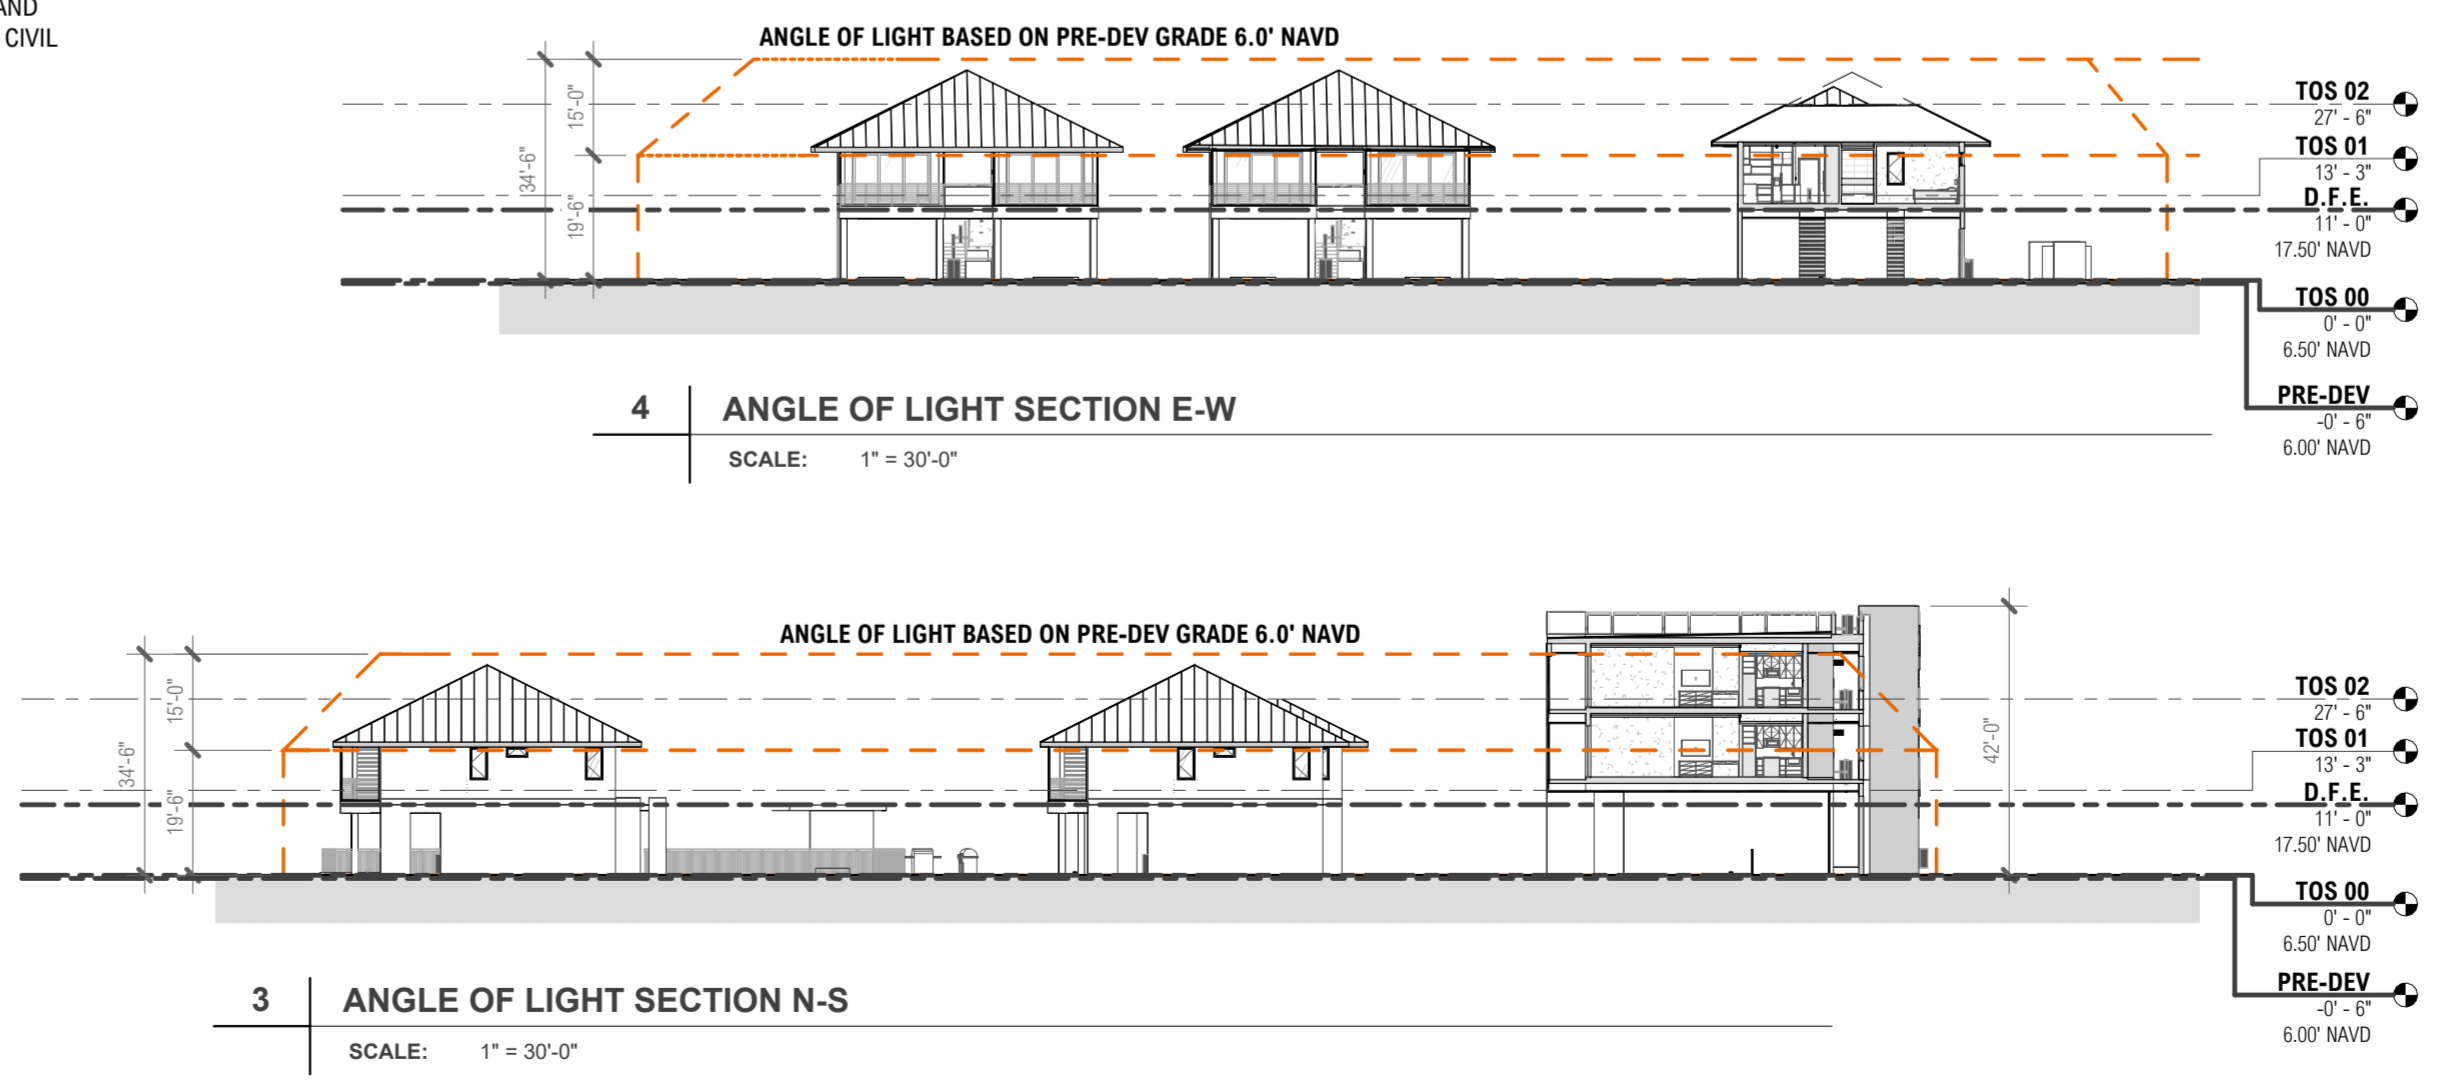 AND
CIVIL
ANGLE OF LIGHT BASED ON PRE-DEV GRADE 6.0' NAVD
34'-6"
15'-0"
19'-6"
TOS 02
27' - 6"
TOS 01
13' - 3"
D.F.E.
11' - 0"
17.50' NAVD
TOS 00
0' - 0"
6.50' NAVD
PRE-DEV
-0' - 6"
6.00' NAVD
4
ANGLE OF LIGHT SECTION E-W
SCALE: 1" = 30'-0"
ANGLE OF LIGHT BASED ON PRE-DEV GRADE 6.0' NAVD
34'-6"
15'-0"
19'-6"
42'-0"
TOS 02
27' - 6"
TOS 01
13' - 3"
D.F.E.
11' - 0"
17.50' NAVD
TOS 00
0' - 0"
6.50' NAVD
PRE-DEV
-0' - 6"
6.00' NAVD
3
ANGLE OF LIGHT SECTION N-S
SCALE: 1" = 30'-0"